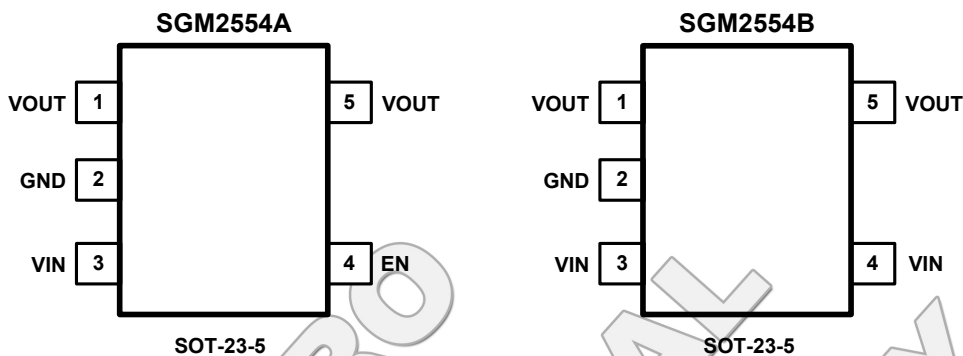 SGM2554A
VOUT 1 5 VOUT
GND 2
VIN 3 4 EN
SOT-23-5
SGM2554B
VOUT 1 5 VOUT
GND 2
VIN 3 4 VIN
SOT-23-5